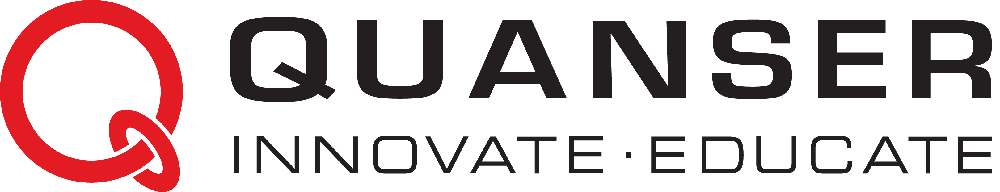 QUANSER
INNOVATE · EDUCATE